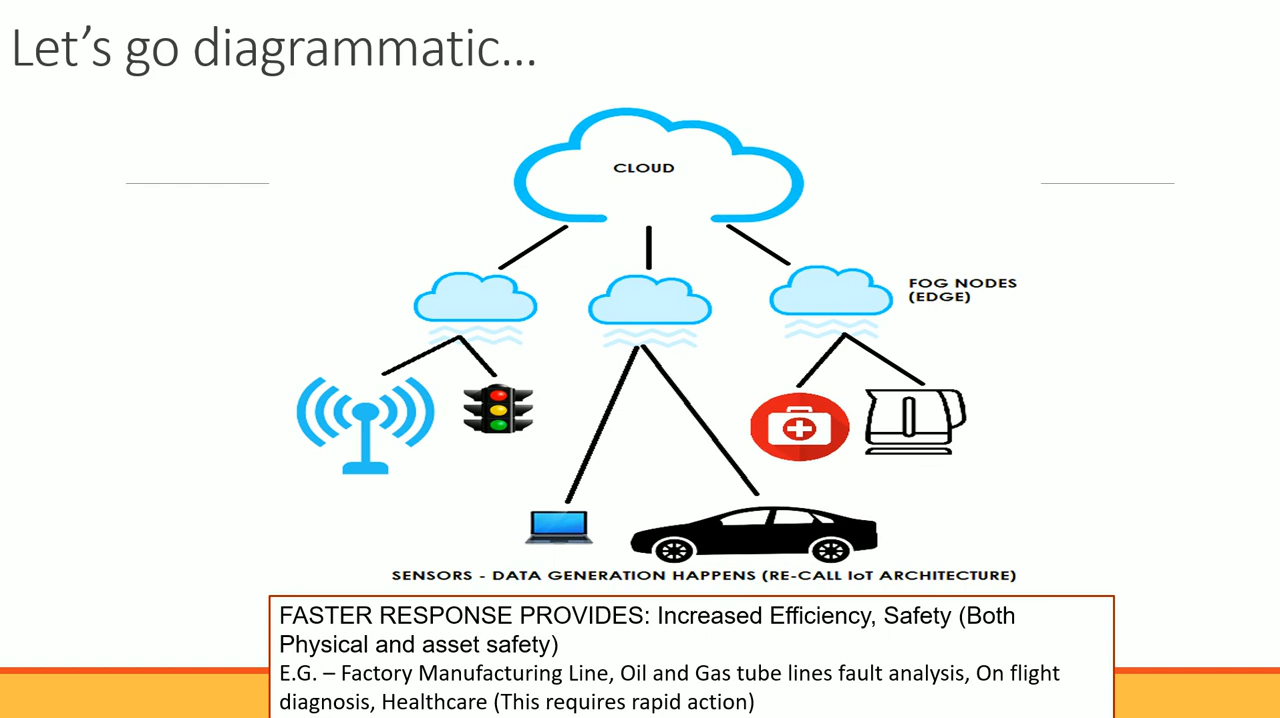 Let's go diagrammatic...
CLOUD
FOG NODES
(EDGE)
SENSORS - DATA GENERATION HAPPENS (RE-CALL IoT ARCHITECTURE)
FASTER RESPONSE PROVIDES: Increased Efficiency, Safety (Both
Physical and asset safety)
E.G. – Factory Manufacturing Line, Oil and Gas tube lines fault analysis, On flight
diagnosis, Healthcare (This requires rapid action)